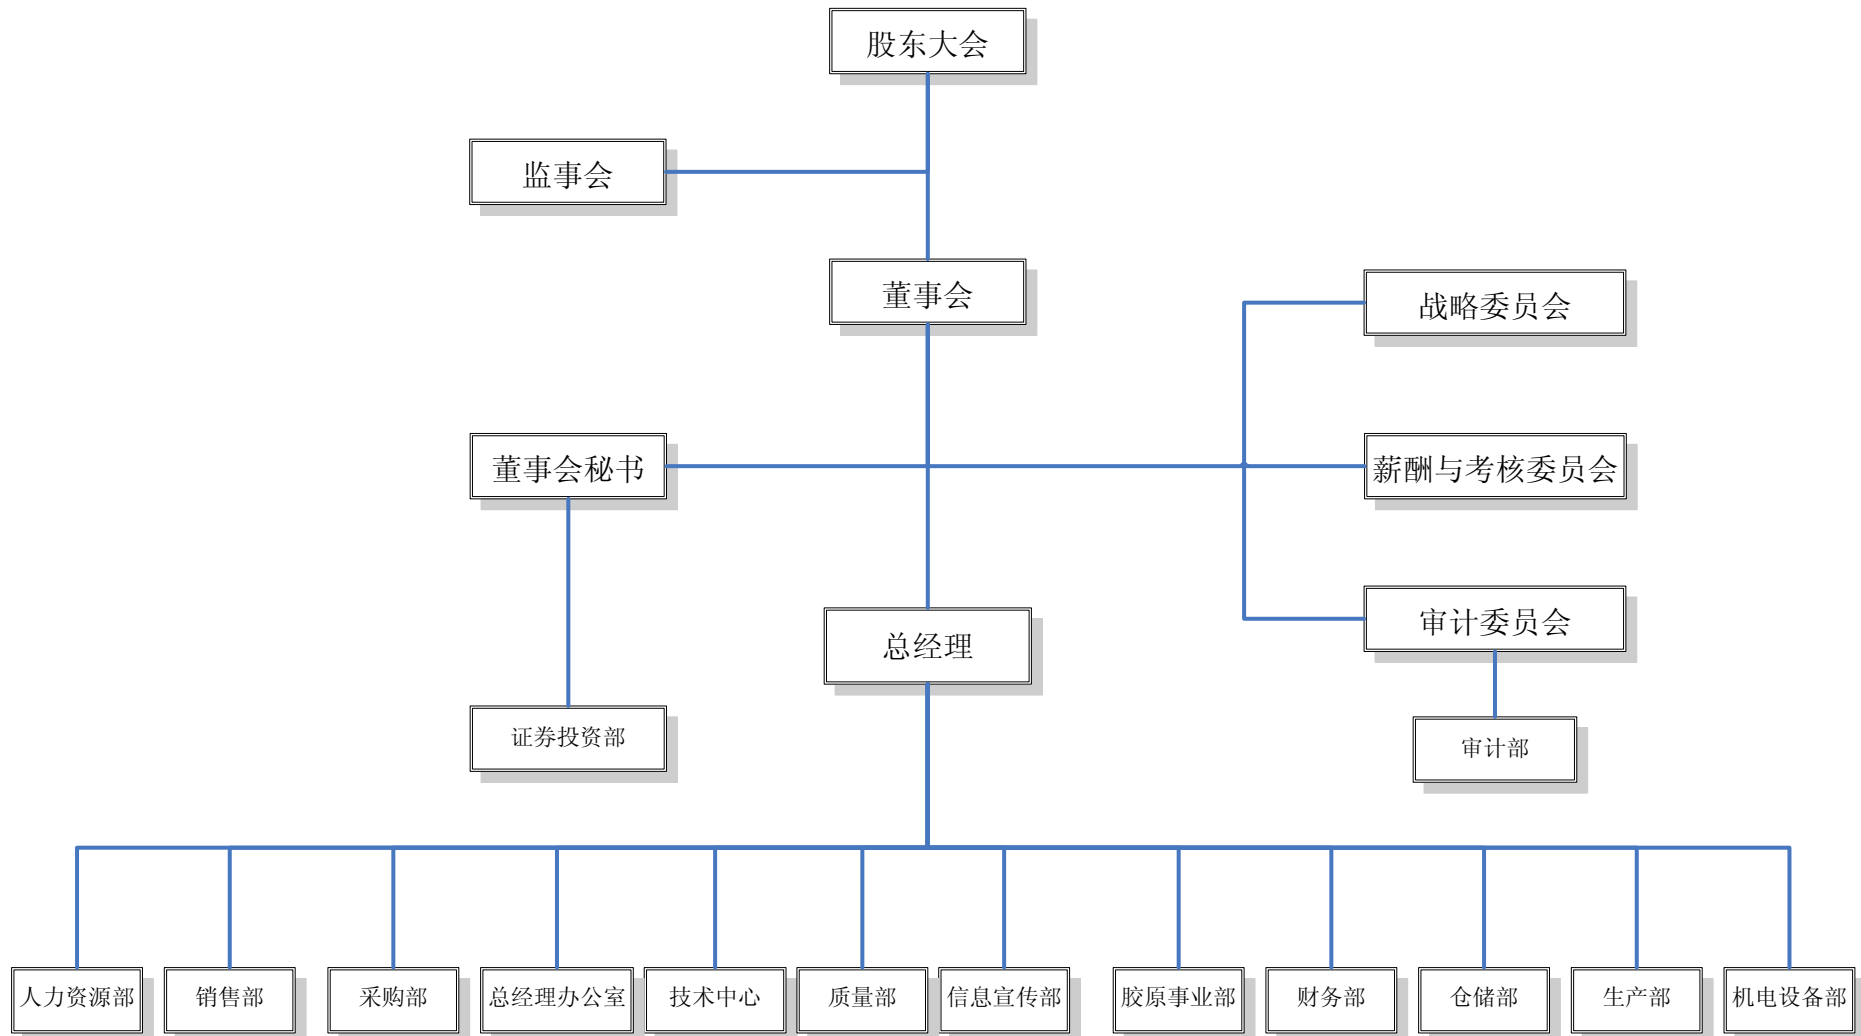 股东大会
监事会
董事会
战略委员会
董事会秘书
薪酬与考核委员会
审计委员会
总经理
证券投资部
审计部
人力资源部
销售部
采购部
总经理办公室
技术中心
质量部
信息宣传部
胶原事业部
财务部
仓储部
生产部
机电设备部